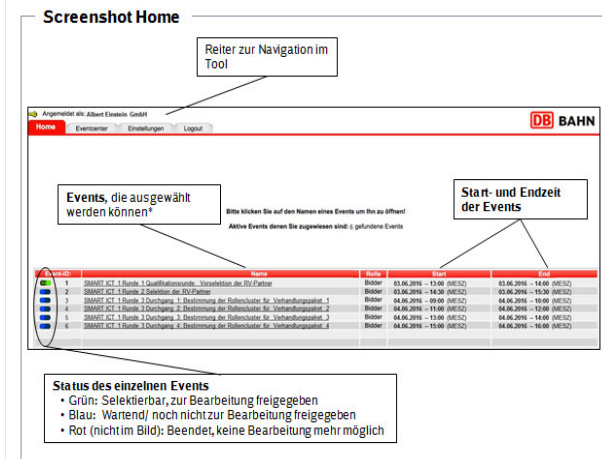 Screenshot Home
Reiter zur Navigation im
Tool
Angemeldet als: Albert Einstein GmbH
Home Eventcenter Einstellungen Logout
DB BAHN
Events, die ausgewählt
werden können*
Start- und Endzeit
der Events
Bitte klicken Sie auf den Namen eines Events um Ihn zu öffnen!
Aktive Events denen Sie zugewiesen sind: gefundene Events
Event-ID: Name Rolle Start End
1 SMART ICT_1 Runde_1 Qualifikationsrunde:_Vorselektion der RV-Partner Bidder 03.06.2016 – 13:00 (MESZ) 03.06.2016 – 14:00 (MESZ)
2 SMART ICT_1 Runde_2 Selektion der RV-Partner Bidder 03.06.2016 – 14:30 (MESZ) 03.06.2016 – 15:30 (MESZ)
3 SMART ICT_1 Runde_3 Durchgang_1: Bestimmung der Rollencluster für_Verhandlungspaket_1 Bidder 04.06.2016 – 09:00 (MESZ) 04.06.2016 – 10:00 (MESZ)
4 SMART ICT_1 Runde_3 Durchgang_2: Bestimmung der Rollencluster für_Verhandlungspaket_2 Bidder 04.06.2016 – 11:00 (MESZ) 04.06.2016 – 12:00 (MESZ)
5 SMART ICT_1 Runde_3 Durchgang_3: Bestimmung der Rollencluster für_Verhandlungspaket_3 Bidder 04.06.2016 – 13:00 (MESZ) 04.06.2016 – 14:00 (MESZ)
6 SMART ICT_1 Runde_3 Durchgang_4: Bestimmung der Rollencluster für_Verhandlungspaket_4 Bidder 04.06.2016 – 15:00 (MESZ) 04.06.2016 – 16:00 (MESZ)
Status des einzelnen Events
• Grün: Selektierbar, zur Bearbeitung freigegeben
• Blau: Wartend/ noch nicht zur Bearbeitung freigegeben
• Rot (nicht im Bild): Beendet, keine Bearbeitung mehr möglich